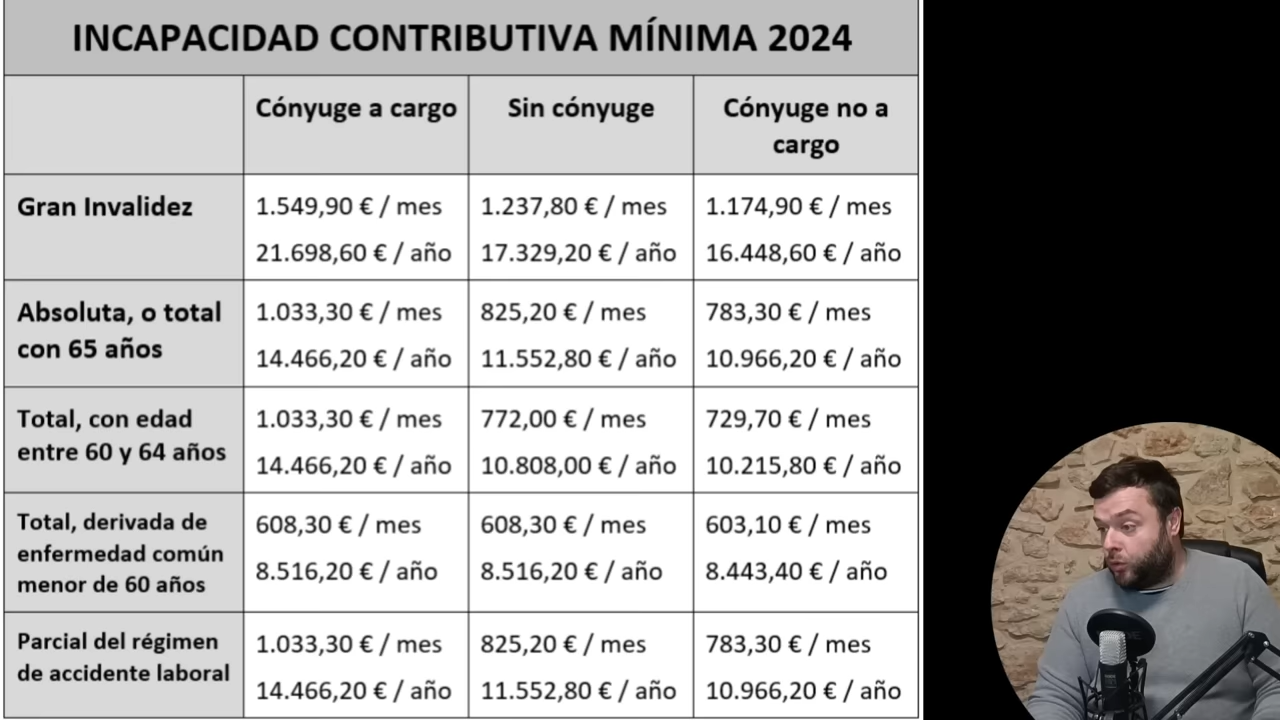 INCAPACIDAD CONTRIBUTIVA MÍNIMA 2024
Cónyuge a cargo
Sin cónyuge
Cónyuge no a
cargo
Gran Invalidez
1.549,90 € / mes
21.698,60 € / año
1.237,80 € / mes
17.329,20 € / año
1.174,90 € / mes
16.448,60 € / año
Absoluta, o total
con 65 años
1.033,30 € / mes
14.466,20 € / año
825,20 € / mes
11.552,80 € / año
783,30 € / mes
10.966,20 € / año
Total, con edad
entre 60 y 64 años
1.033,30 € / mes
14.466,20 € / año
772,00 € / mes
10.808,00 € / año
729,70 € / mes
10.215,80 € / año
Total, derivada de
enfermedad común
menor de 60 años
608,30 € / mes
8.516,20 € / año
608,30 € / mes
8.516,20 € / año
603,10 € / mes
8.443,40 € / año
Parcial del régimen
de accidente laboral
1.033,30 € / mes
14.466,20 € / año
825,20 € / mes
11.552,80 € / año
783,30 € / mes
10.966,20 € / año